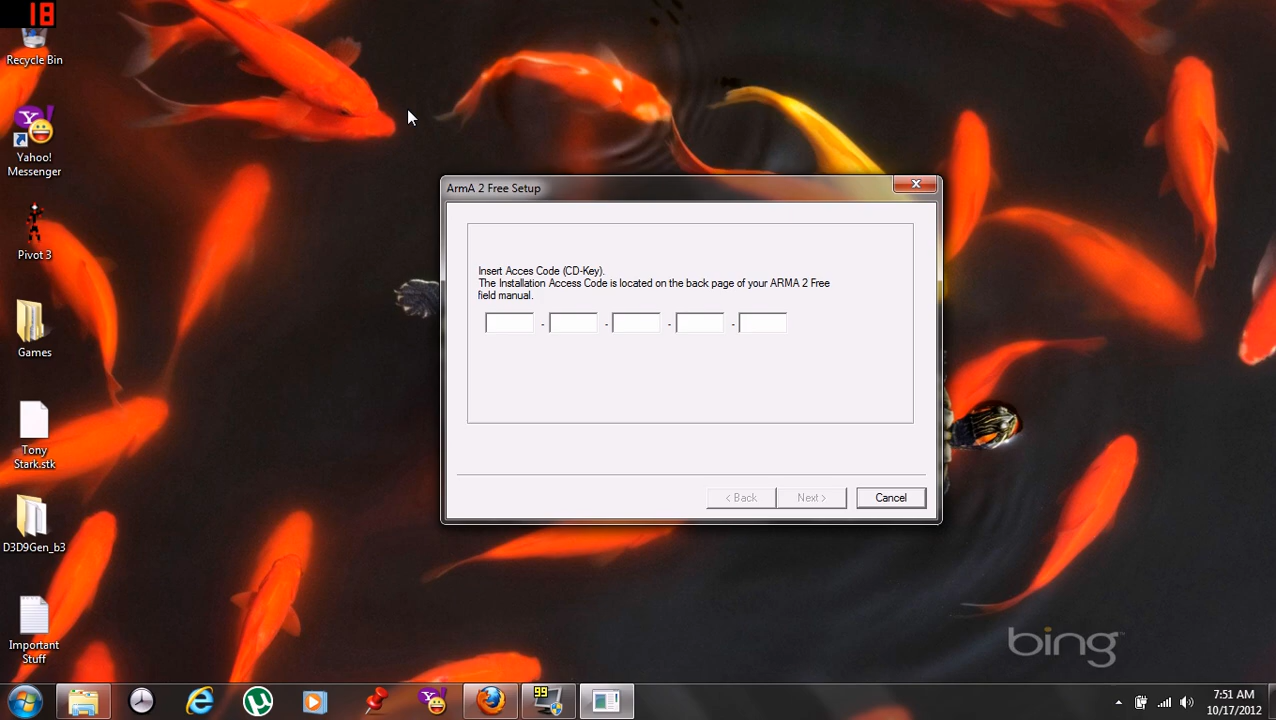 18
Recycle Bin
Yahoo!
Messenger
Pivot 3
Games
Tony
Stark.stk
D3D9Gen_b3
Important
Stuff
ArmA 2 Free Setup
Insert Acces Code (CD-Key).
The Installation Access Code is located on the back page of your ARMA 2 Free
field manual.
- - - -
< Back
Next >
Cancel
bing
99
7:51 AM
10/17/2012